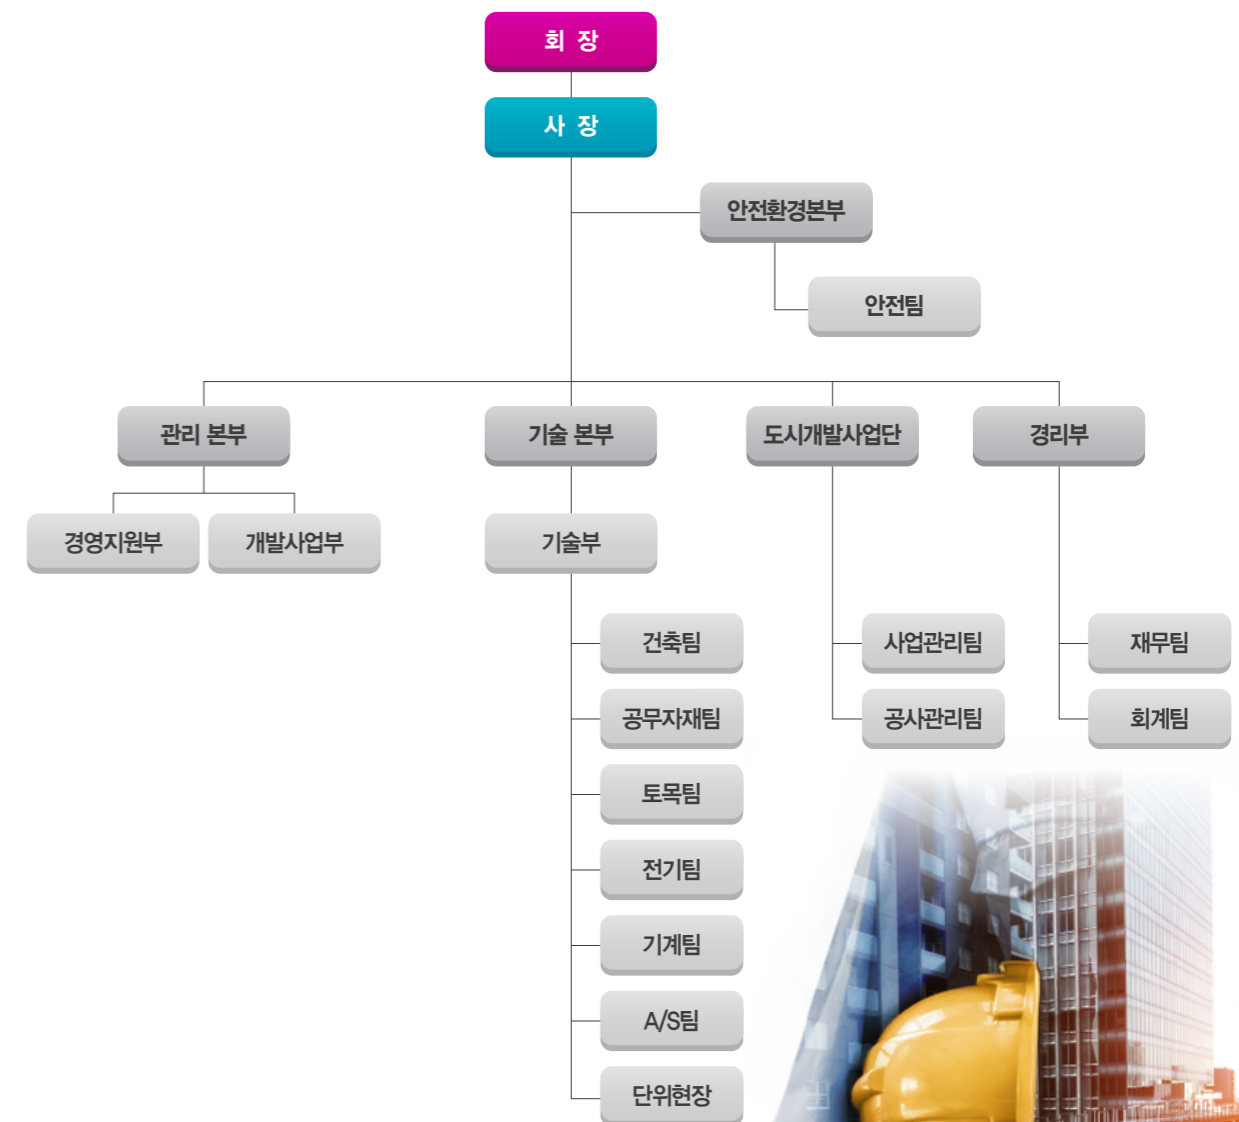 회 장
사 장
안전환경본부
안전팀
관리 본부
기술 본부
도시개발사업단
경리부
경영지원부
개발사업부
기술부
건축팀
사업관리팀
재무팀
공무자재팀
공사관리팀
회계팀
토목팀
전기팀
기계팀
A/S팀
단위현장